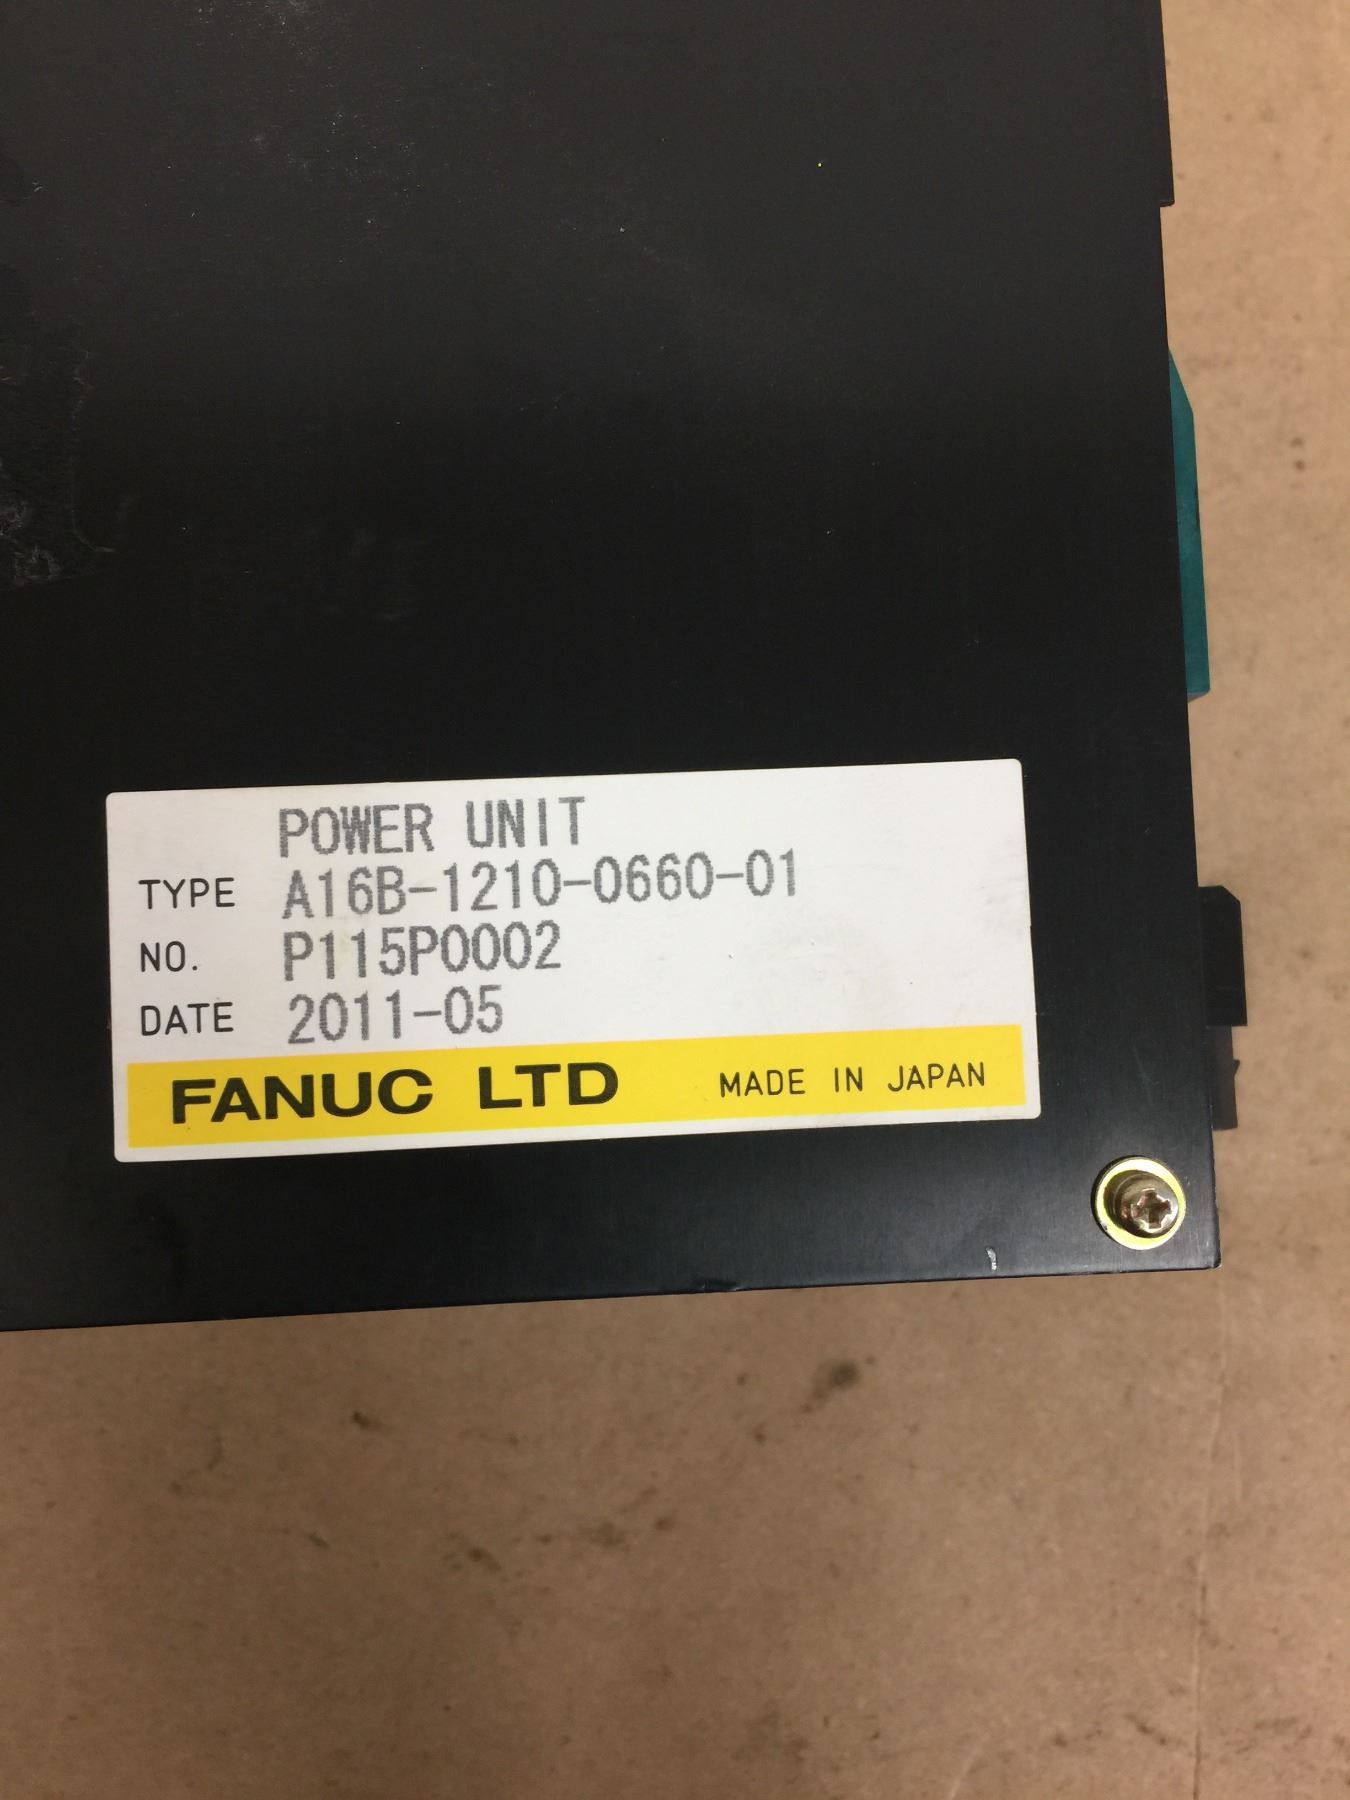 POWER UNIT
TYPE A16B-1210-0660-01
NO. P115P0002
DATE 2011-05
FANUC LTD MADE IN JAPAN